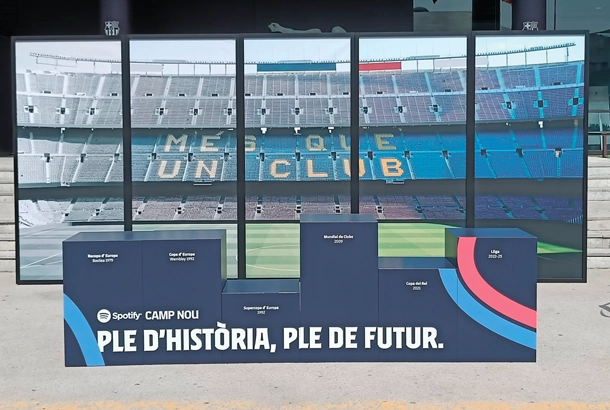 MÉS QUE
UN CLUB
Recopa d'Europa
Basilea 1979
Copa d'Europa
Wembley 1992
Supercopa d'Europa
1992
Mundial de Clubs
2009
Copa del Rei
2021
Lliga
2022-23
Spotify CAMP NOU
PLE D'HISTÒRIA, PLE DE FUTUR.